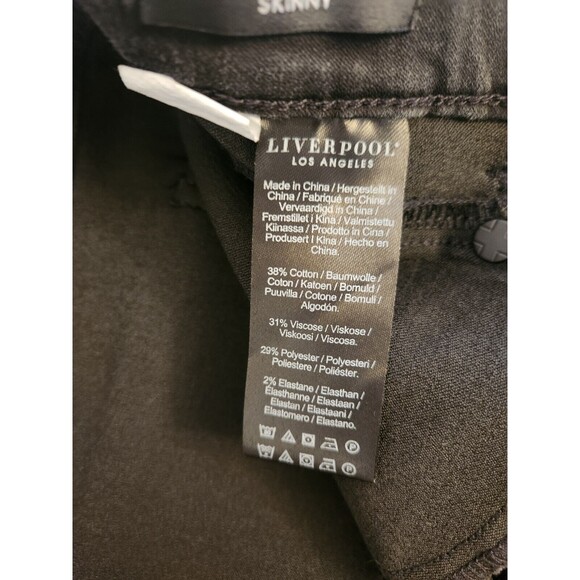 SKINNY
LIVERPOOL
LOS ANGELES
Made in China / Hergestellt in
China / Fabriqué en Chine /
Vervaardigd in China /
Fremstillet i Kina / Valmistettu
Kiinassa / Prodotto in Cina /
Produsert i Kina / Hecho en
China.
38% Cotton / Baumwolle /
Coton / Katoen / Bomuld /
Puuvilla / Cotone / Bomuli /
Algodón.
31% Viscose / Viskose /
Viskoosi / Viscosa.
29% Polyester / Polyesteri /
Poliestere / Poliéster.
2% Elastane / Elasthan /
Élasthanne / Elastaan /
Elastan / Elastaani /
Elastomero / Elastano.